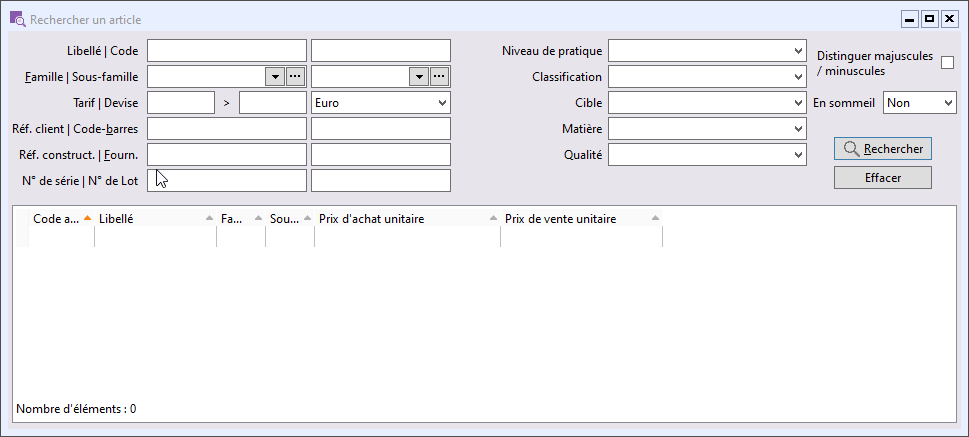 Rechercher un article
Libellé | Code
Famille | Sous-famille
Tarif | Devise > Euro
Réf. client | Code-barres
Réf. construct. | Fourn.
N° de série | N° de Lot
Niveau de pratique
Classification
Cible
Matière
Qualité
Distinguer majuscules
/ minuscules
En sommeil Non
Rechercher
Effacer
Code a... Libellé Fa... Sou... Prix d'achat unitaire Prix de vente unitaire
Nombre d'éléments : 0